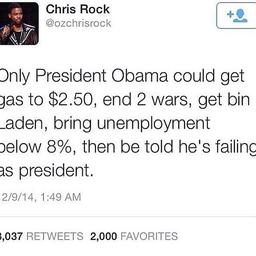 Chris Rock
@ozchrisrock
Only President Obama could get
gas to $2.50, end 2 wars, get bin
Laden, bring unemployment
below 8%, then be told he's failing
as president.
2/9/14, 1:49 AM
3,037 RETWEETS 2,000 FAVORITES